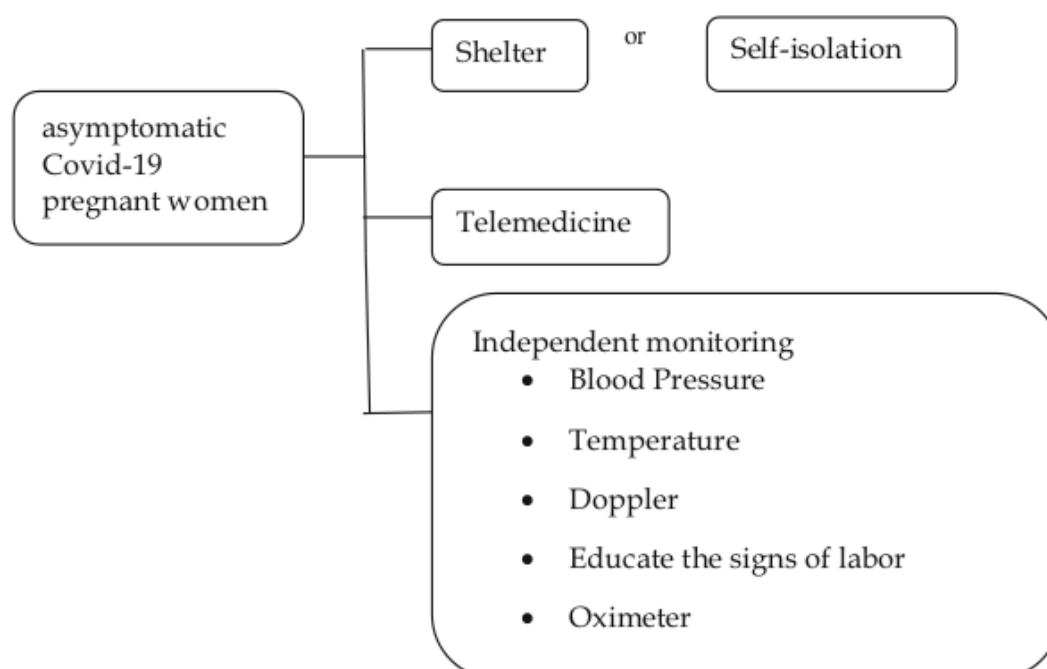 Shelter
or
Self-isolation
asymptomatic
Covid-19
pregnant women
Telemedicine
Independent monitoring
• Blood Pressure
• Temperature
• Doppler
• Educate the signs of labor
• Oximeter